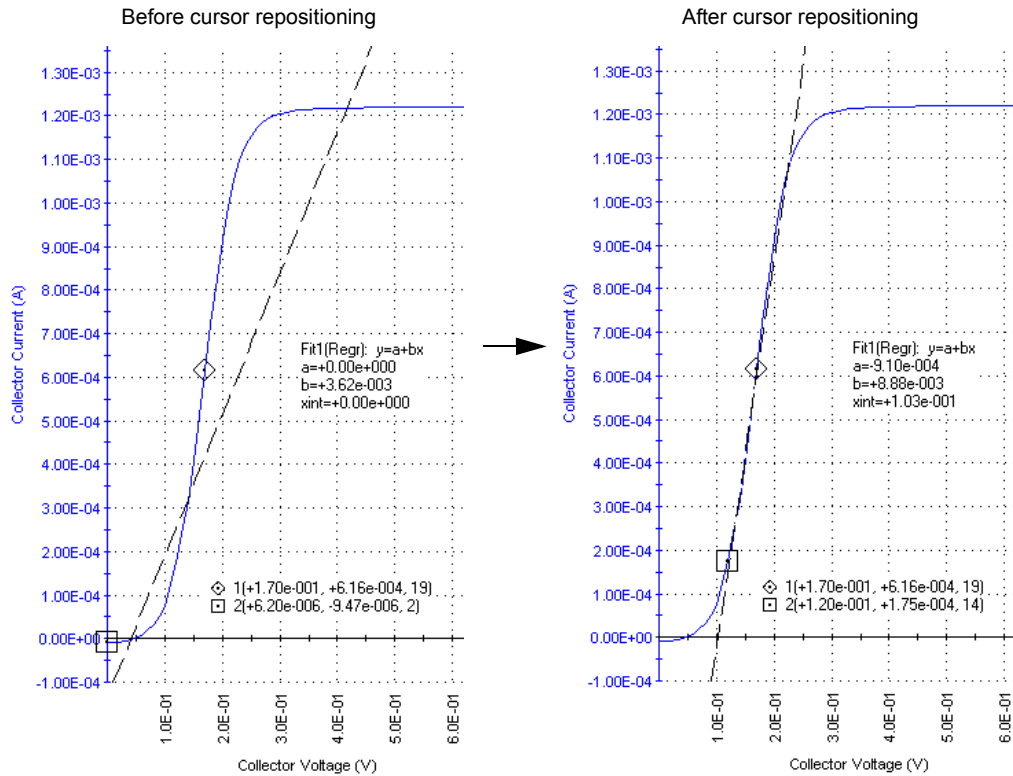 Before cursor repositioning
1.30E-03
1.20E-03
1.10E-03
1.00E-03
9.00E-04
8.00E-04
7.00E-04
6.00E-04
5.00E-04
4.00E-04
3.00E-04
2.00E-04
1.00E-04
0.00E+00
-1.00E-04
Collector Current (A)
Fit1(Regr): y=a+bx
a=+0.00e+000
b=+3.62e-003
xint=+0.00e+000
1(+1.70e-001, +6.16e-004, 19)
2(+6.20e-006, -9.47e-006, 2)
1.0E-01
2.0E-01
3.0E-01
4.0E-01
5.0E-01
6.0E-01
Collector Voltage (V)
After cursor repositioning
1.30E-03
1.20E-03
1.10E-03
1.00E-03
9.00E-04
8.00E-04
7.00E-04
6.00E-04
5.00E-04
4.00E-04
3.00E-04
2.00E-04
1.00E-04
0.00E+00
-1.00E-04
Collector Current (A)
Fit1(Regr): y=a+bx
a=-9.10e-004
b=+8.88e-003
xint=+1.03e-001
1(+1.70e-001, +6.16e-004, 19)
2(+1.20e-001, +1.75e-004, 14)
1.0E-01
2.0E-01
3.0E-01
4.0E-01
5.0E-01
6.0E-01
Collector Voltage (V)